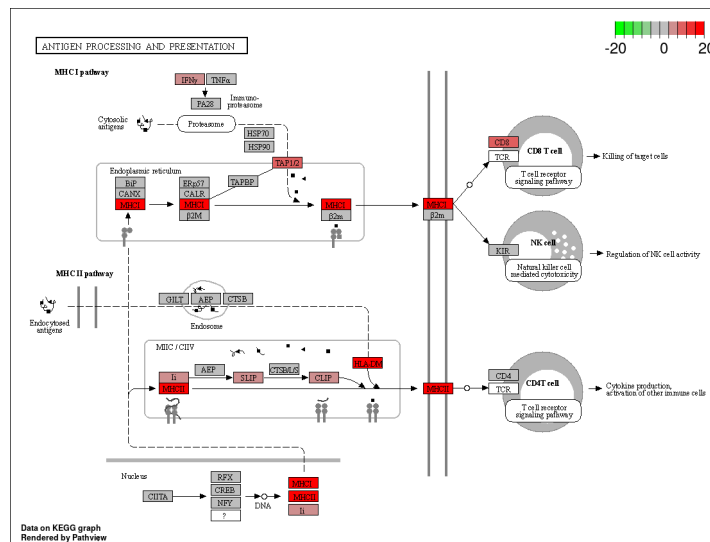 ANTIGEN PROCESSING AND PRESENTATION
-20 0 20
MHC I pathway
IFNγ TNFα
PA28
Immuno-
proteasome
Cytosolic
antigens
Proteasome
HSP70
HSP90
TAP1/2
Endoplasmic reticulum
BiP
CANX
MHCI
ERp57
CALR
MHCI
β2M
TAPBP
MHCI
β2m
MHCI
β2m
CD8
TCR
CD8 T cell
T cell receptor
signaling pathway
Killing of target cells
KIR
NK cell
Natural killer cell
mediated cytotoxicity
Regulation of NK cell activity
MHC II pathway
Endocytosed
antigens
GILT AEP CTSB
Endosome
MIIC / CIIV
Ii
MHCII
AEP
SLIP
CTSB/L/S
CLIP
HLA-DM
MHCII
CD4
TCR
CD4 T cell
T cell receptor
signaling pathway
Cytokine production,
activation of other immune cells
Nucleus
CIITA
RFX
CREB
NFY
?
DNA
MHCI
MHCII
Ii
Data on KEGG graph
Rendered by Pathview